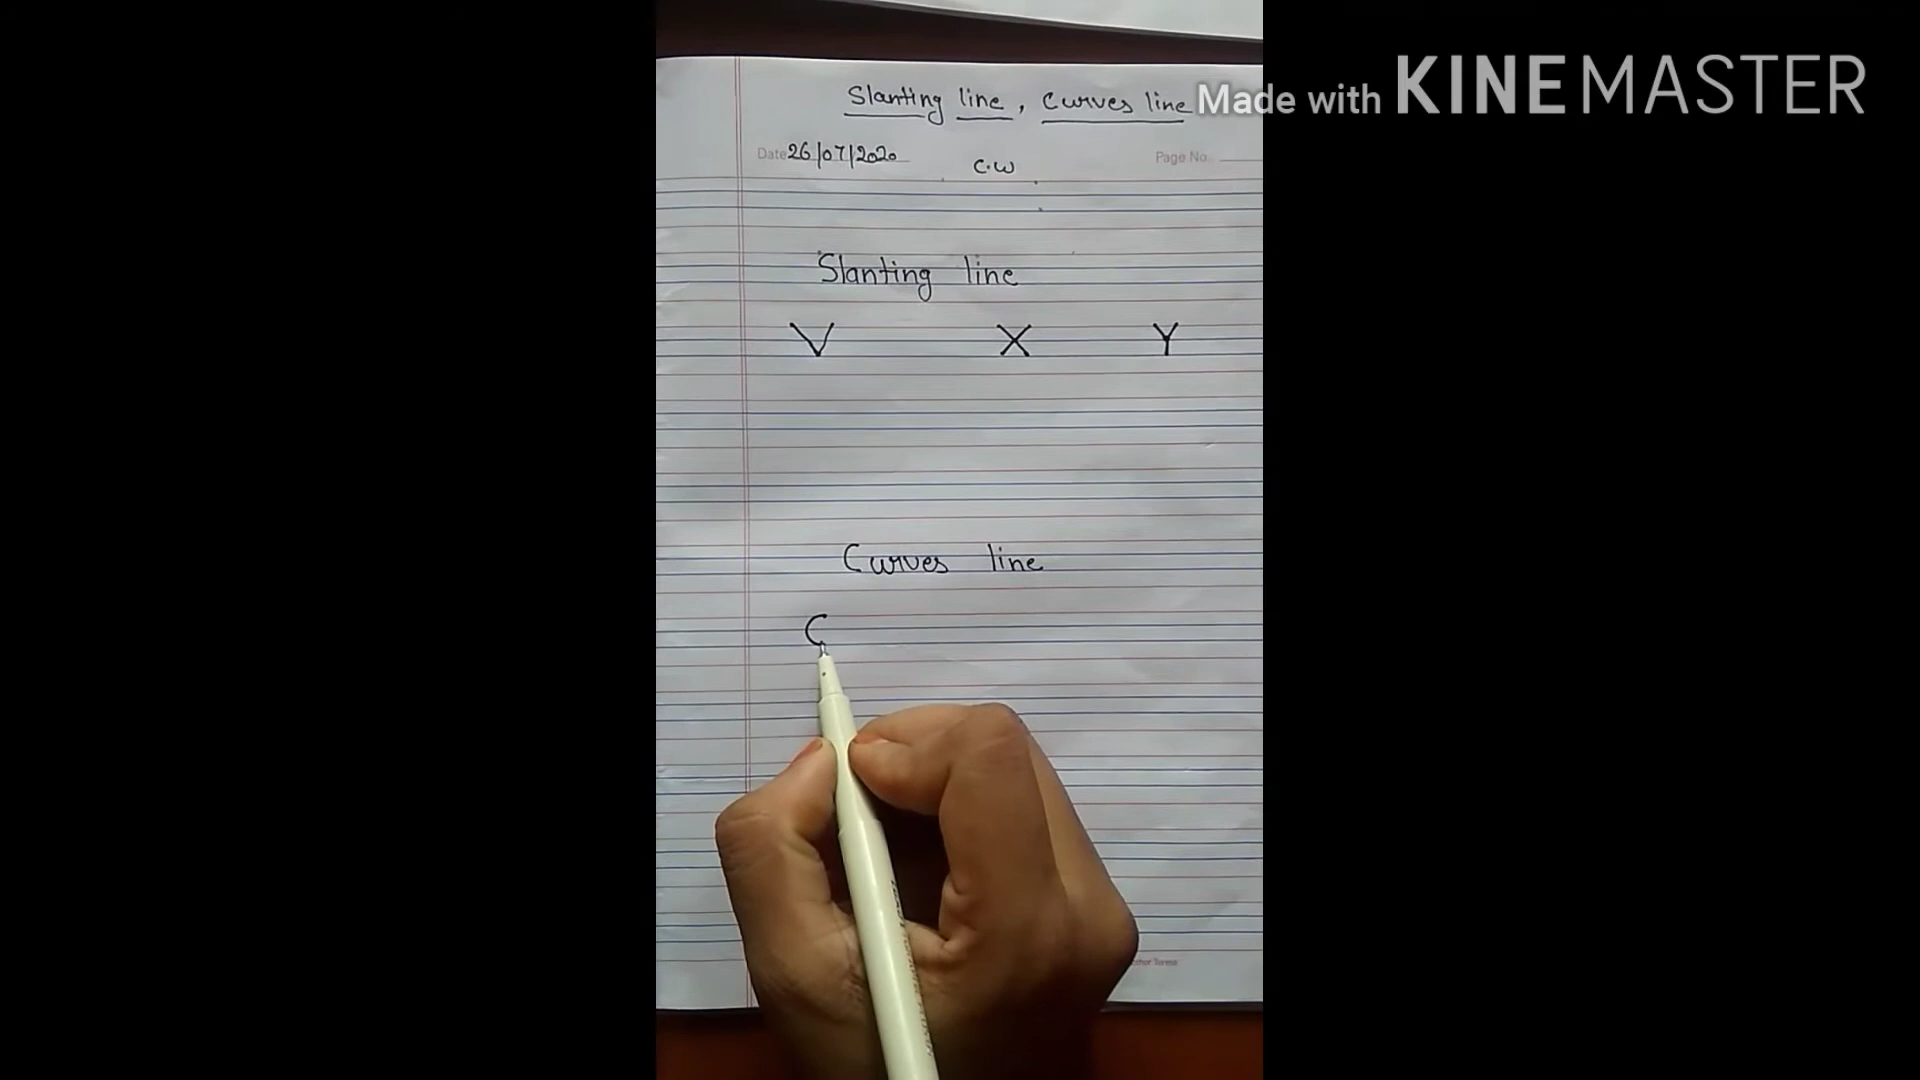 Slanting line, Curves line
Made with KINEMASTER
Date 26/07/2020
C.W
Page No.
Slanting line
V X Y
Curves line
C